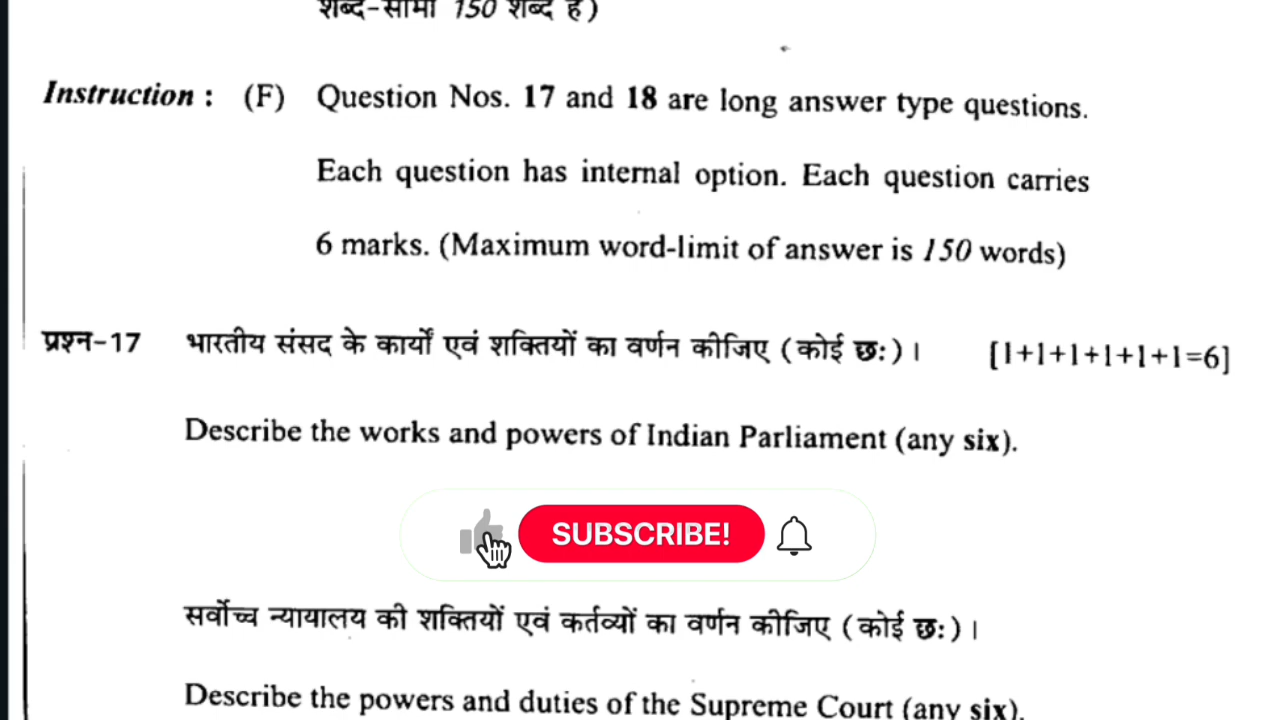 शब्द-सीमा 150 शब्द है)
Instruction : (F) Question Nos. 17 and 18 are long answer type questions.
Each question has internal option. Each question carries
6 marks. (Maximum word-limit of answer is 150 words)
प्रश्न-17 भारतीय संसद के कार्यों एवं शक्तियों का वर्णन कीजिए (कोई छः)। [1+1+1+1+1+1=6]
Describe the works and powers of Indian Parliament (any six).
SUBSCRIBE!
सर्वोच्च न्यायालय की शक्तियों एवं कर्तव्यों का वर्णन कीजिए (कोई छः)।
Describe the powers and duties of the Supreme Court (any six).